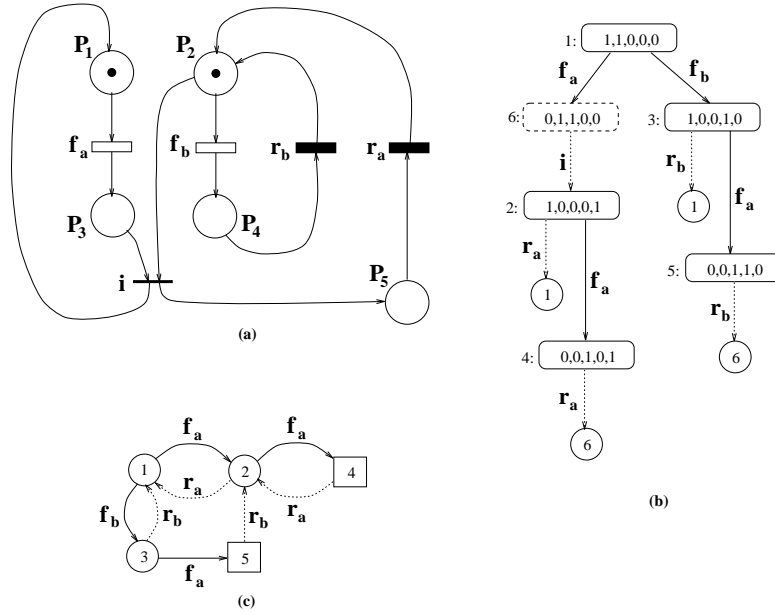 P1
P2
fa
fb
rb
ra
P3
P4
P5
i
(a)
1: 1,1,0,0,0
fa
fb
6: 0,1,1,0,0
3: 1,0,0,1,0
i
rb
fa
2: 1,0,0,0,1
1
ra
fa
5: 0,0,1,1,0
1
rb
4: 0,0,1,0,1
6
ra
6
(b)
fa
fa
1
2
4
ra
ra
fb
rb
rb
3
5
fa
(c)